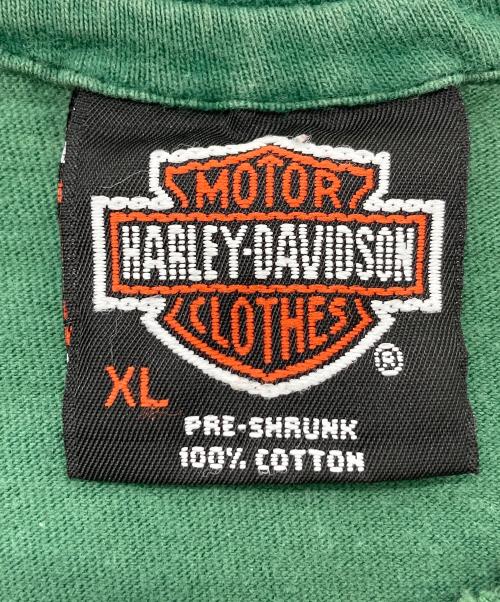 MOTOR
HARLEY-DAVIDSON
CLOTHES
®
XL
PRE-SHRUNK
100% COTTON